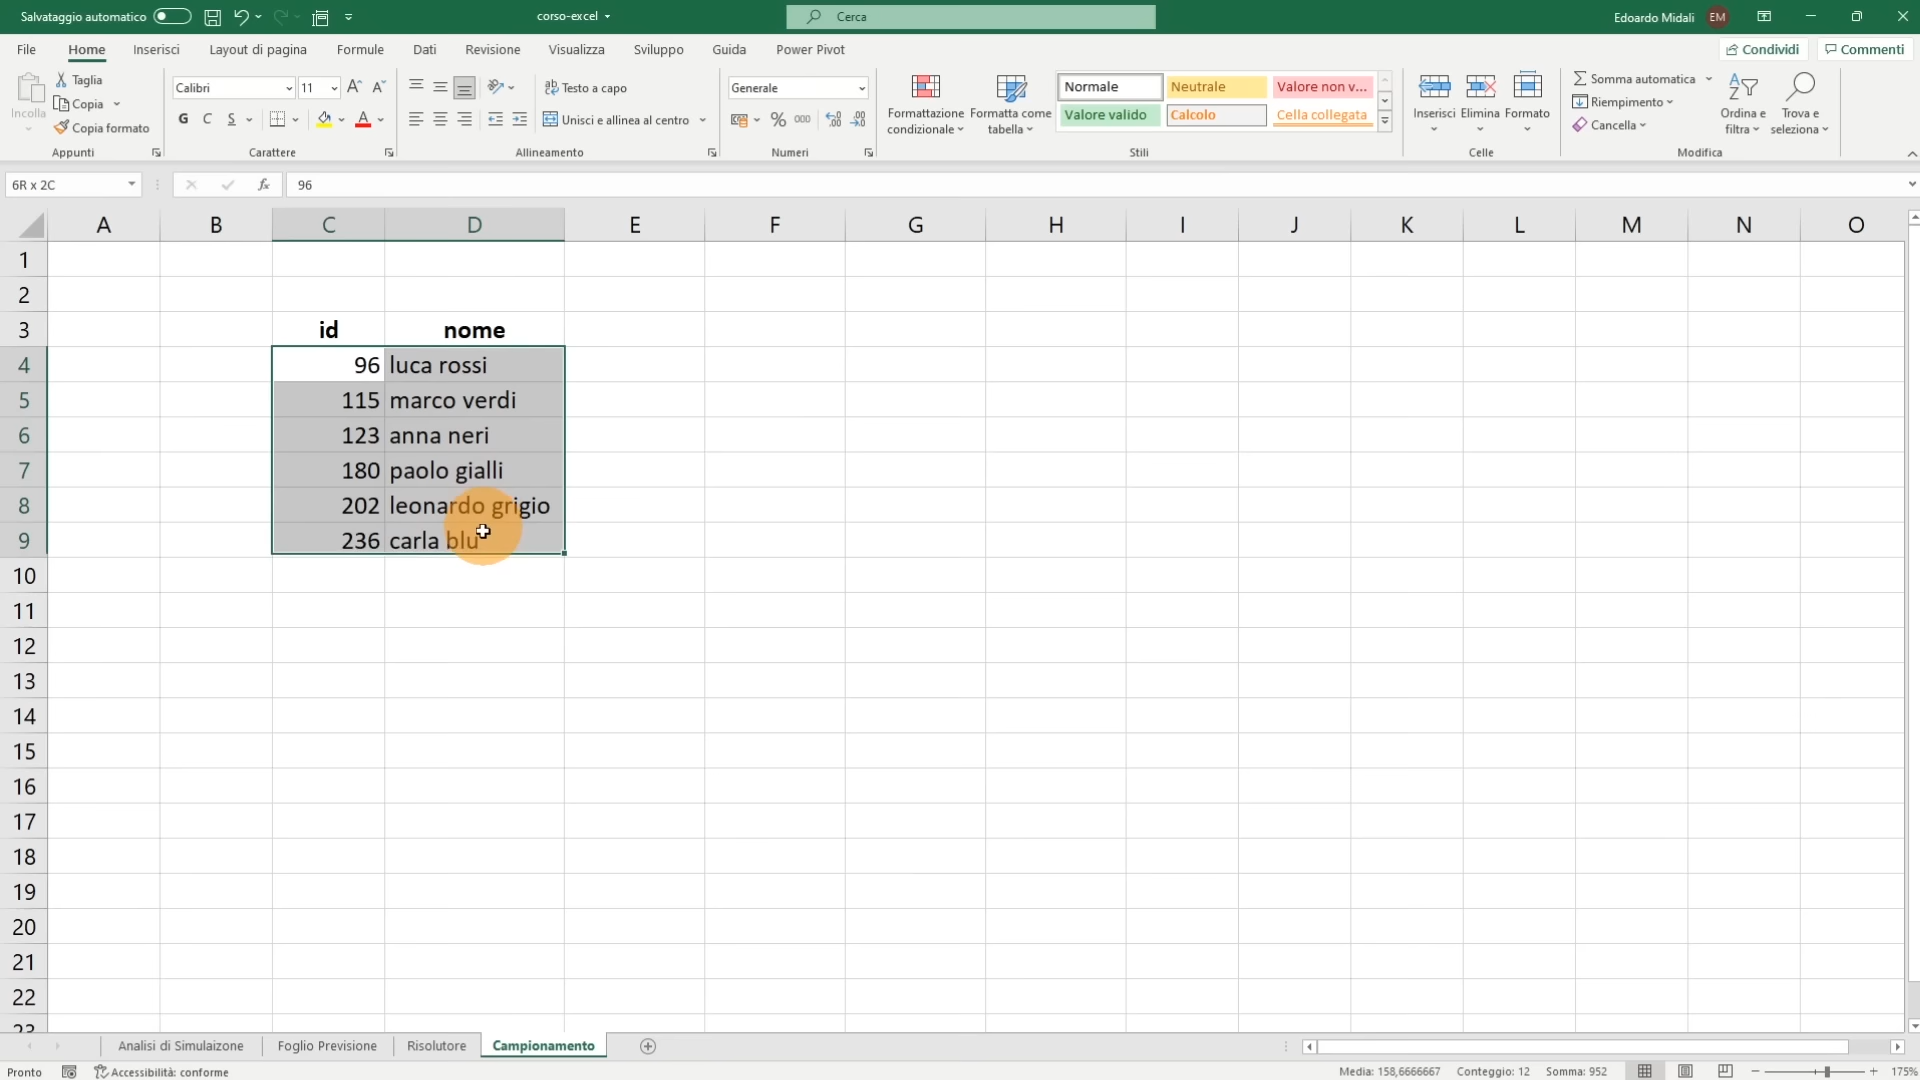 Salvataggio automatico
corso-excel
Cerca
Edoardo Midali EM
File Home Inserisci Layout di pagina Formule Dati Revisione Visualizza Sviluppo Guida Power Pivot
Condividi Commenti
Incolla
Taglia
Copia
Copia formato
Appunti
Calibri 11
G C S
Carattere
Testo a capo
Unisci e allinea al centro
Allineamento
Generale
% 000
Numeri
Formattazione condizionale
Formatta come tabella
Normale Neutrale Valore non v...
Valore valido Calcolo Cella collegata
Stili
Inserisci Elimina Formato
Celle
Somma automatica
Riempimento
Cancella
Ordina e filtra
Trova e seleziona
Modifica
6R x 2C fx 96
A B C D E F G H I J K L M N O
1
2
3 id nome
4 96 luca rossi
5 115 marco verdi
6 123 anna neri
7 180 paolo gialli
8 202 leonardo grigio
9 236 carla blu
10
11
12
13
14
15
16
17
18
19
20
21
22
23
Analisi di Simulaizone Foglio Previsione Risolutore Campionamento
Pronto Accessibilità: conforme Media: 158,6666667 Conteggio: 12 Somma: 952 175%